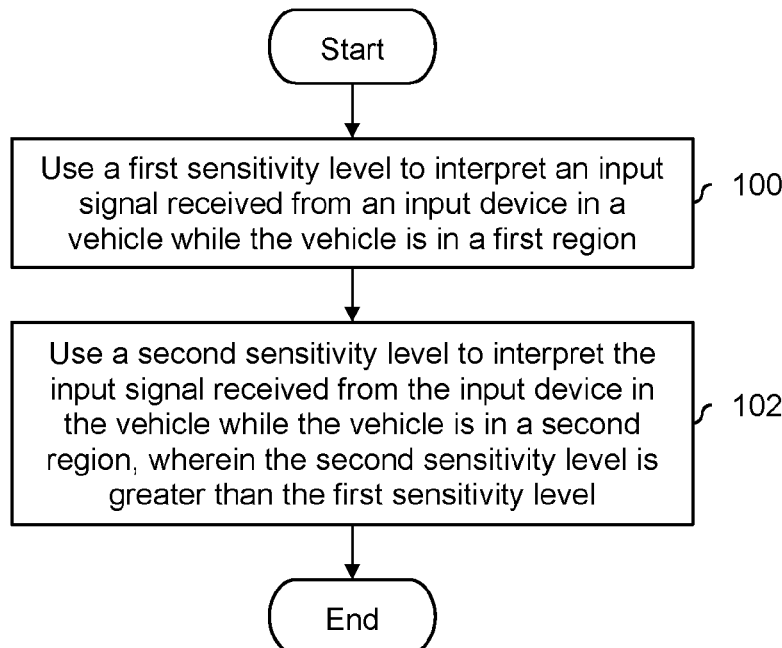 Start
Use a first sensitivity level to interpret an input
signal received from an input device in a
vehicle while the vehicle is in a first region
100
Use a second sensitivity level to interpret the
input signal received from the input device in
the vehicle while the vehicle is in a second
region, wherein the second sensitivity level is
greater than the first sensitivity level
102
End